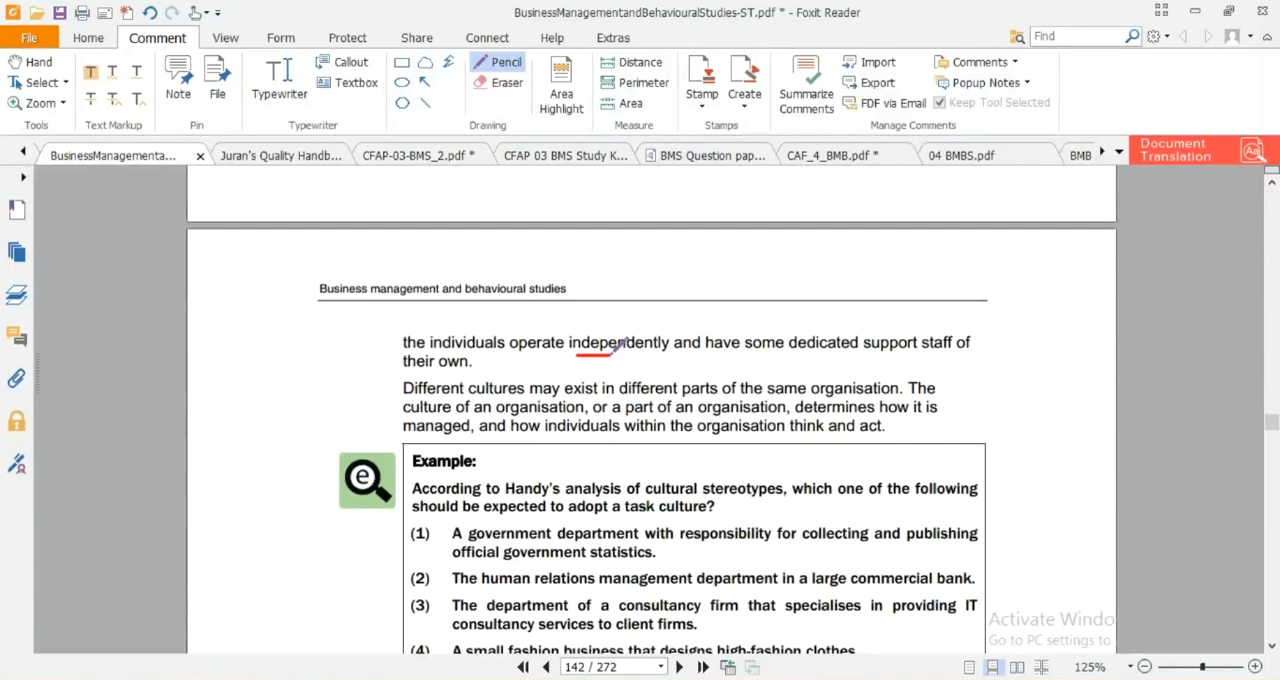 BusinessManagementandBehaviouralStudies-ST.pdf * - Foxit Reader
File Home Comment View Form Protect Share Connect Help Extras Find
Hand Select Zoom Tools
Text Markup
Note File Pin
Typewriter Callout Textbox Typewriter
Pencil Eraser Area Highlight Drawing
Distance Perimeter Area Measure
Stamp Create Stamps
Summarize Comments Import Export FDF via Email Comments Popup Notes Keep Tool Selected Manage Comments
BusinessManagementa... x Juran's Quality Handb... CFAP-03-BMS_2.pdf * CFAP 03 BMS Study K... BMS Question pap... CAF_4_BMB.pdf * 04 BMBS.pdf BMB
Document Translation
Business management and behavioural studies
the individuals operate independently and have some dedicated support staff of
their own.
Different cultures may exist in different parts of the same organisation. The
culture of an organisation, or a part of an organisation, determines how it is
managed, and how individuals within the organisation think and act.
Example:
According to Handy's analysis of cultural stereotypes, which one of the following
should be expected to adopt a task culture?
(1) A government department with responsibility for collecting and publishing
official government statistics.
(2) The human relations management department in a large commercial bank.
(3) The department of a consultancy firm that specialises in providing IT
consultancy services to client firms.
(4) A small fashion business that designs high-fashion clothes.
Activate Windo
Go to PC settings to
142 / 272
125%